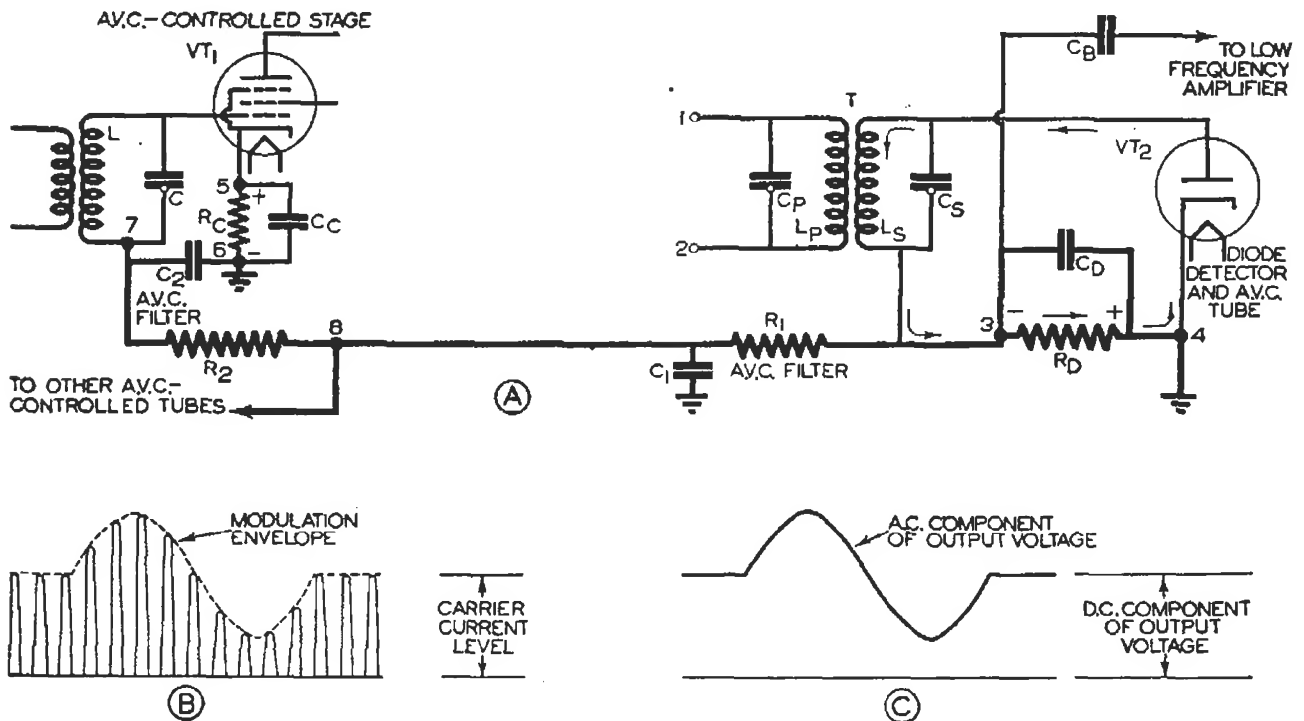 A.V.C.-CONTROLLED STAGE
VT1
L
C
5
+
RC
CC
6
-
7
C2
A.V.C.
FILTER
R2
8
TO OTHER A.V.C.-
CONTROLLED TUBES
A
CB
TO LOW
FREQUENCY
AMPLIFIER
1
T
VT2
CP
LP
LS
CS
2
CD
DIODE
DETECTOR
AND A.V.C.
TUBE
3
-
+
4
RD
R1
A.V.C. FILTER
C1
MODULATION
ENVELOPE
CARRIER
CURRENT
LEVEL
B
A.C. COMPONENT
OF OUTPUT VOLTAGE
D.C. COMPONENT
OF OUTPUT
VOLTAGE
C